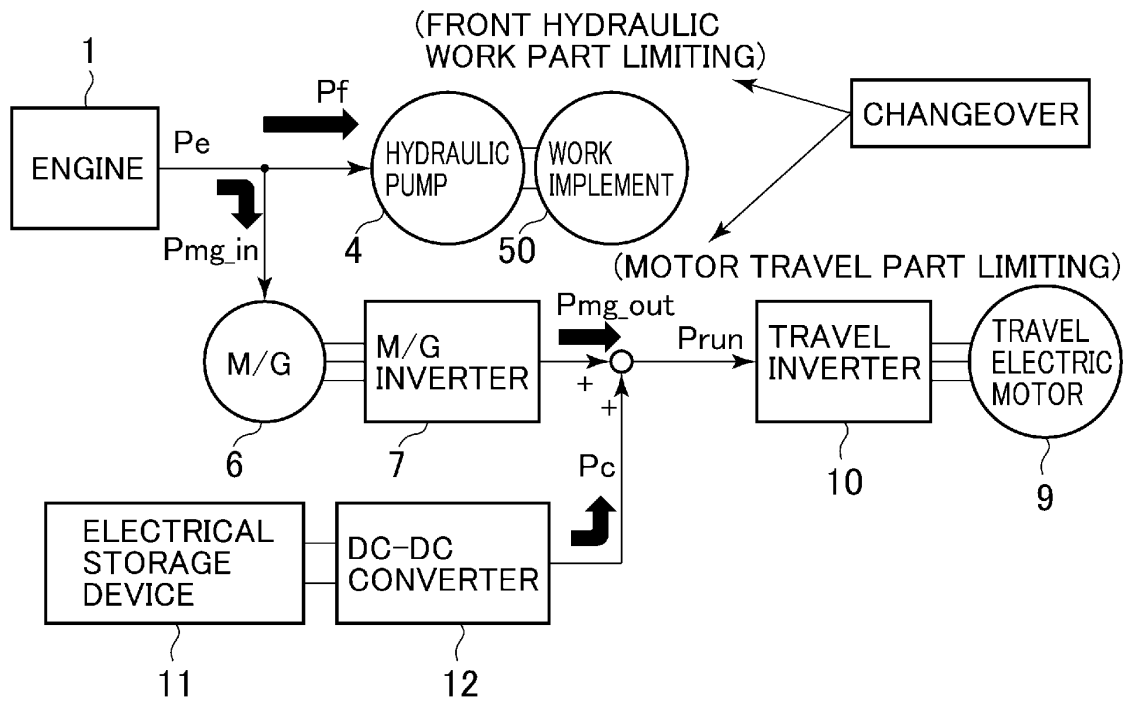 (FRONT HYDRAULIC
WORK PART LIMITING)
1
Pf
CHANGEOVER
ENGINE
Pe
HYDRAULIC
PUMP
WORK
IMPLEMENT
Pmg_in
4
50
(MOTOR TRAVEL PART LIMITING)
M/G
M/G
INVERTER
Pmg_out
Prun
TRAVEL
INVERTER
TRAVEL
ELECTRIC
MOTOR
+
+
6
7
Pc
10
9
ELECTRICAL
STORAGE
DEVICE
DC-DC
CONVERTER
11
12